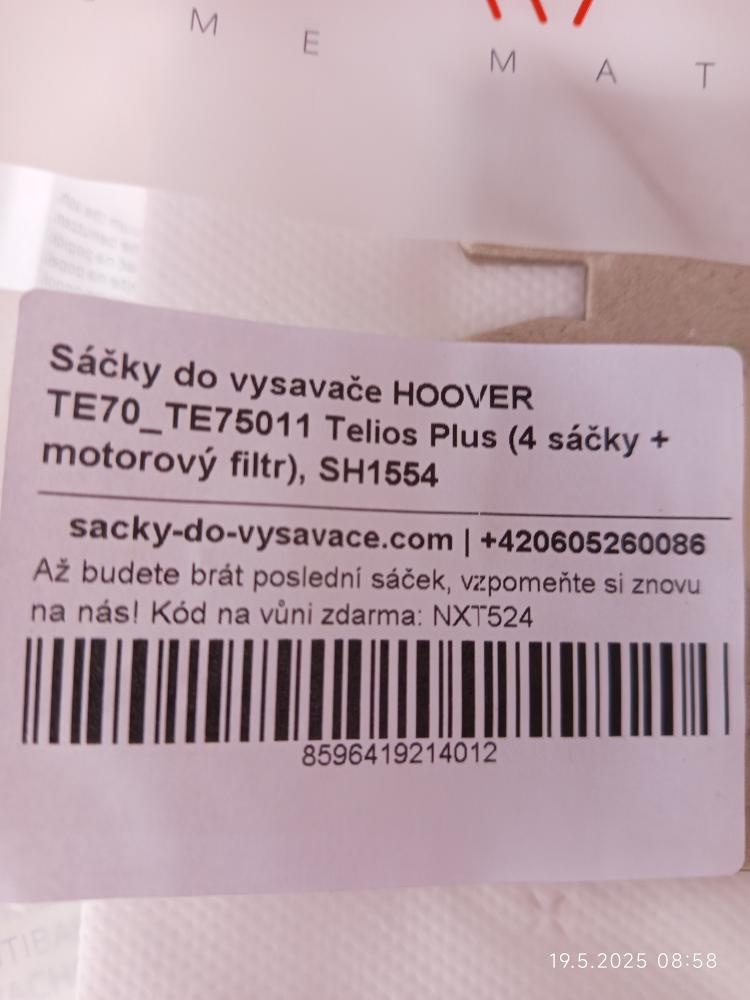 M E M A T
Sáčky do vysavače HOOVER
TE70_TE75011 Telios Plus (4 sáčky +
motorový filtr), SH1554
sacky-do-vysavace.com | +420605260086
Až budete brát poslední sáček, vzpomeňte si znovu
na nás! Kód na vůni zdarma: NXT524
8596419214012
19.5.2025 08:58